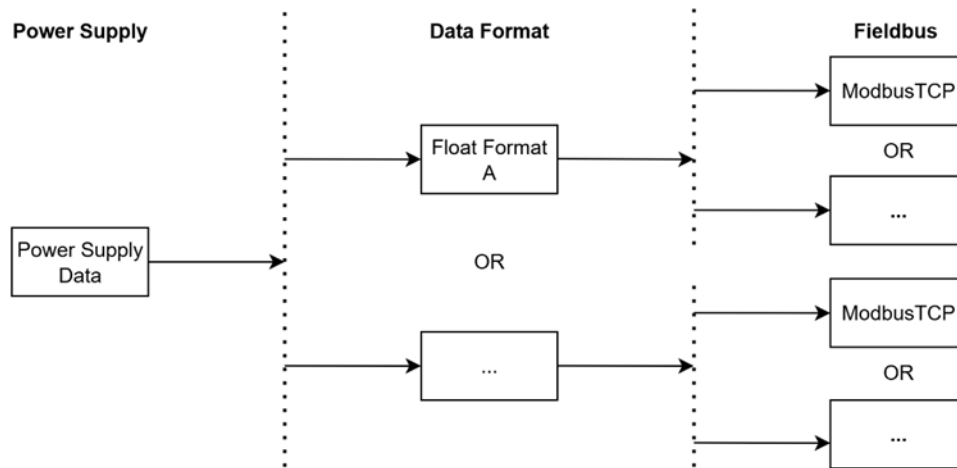 Power Supply
Data Format
Fieldbus
ModbusTCP
Float Format
A
OR
...
Power Supply
Data
OR
ModbusTCP
...
OR
...